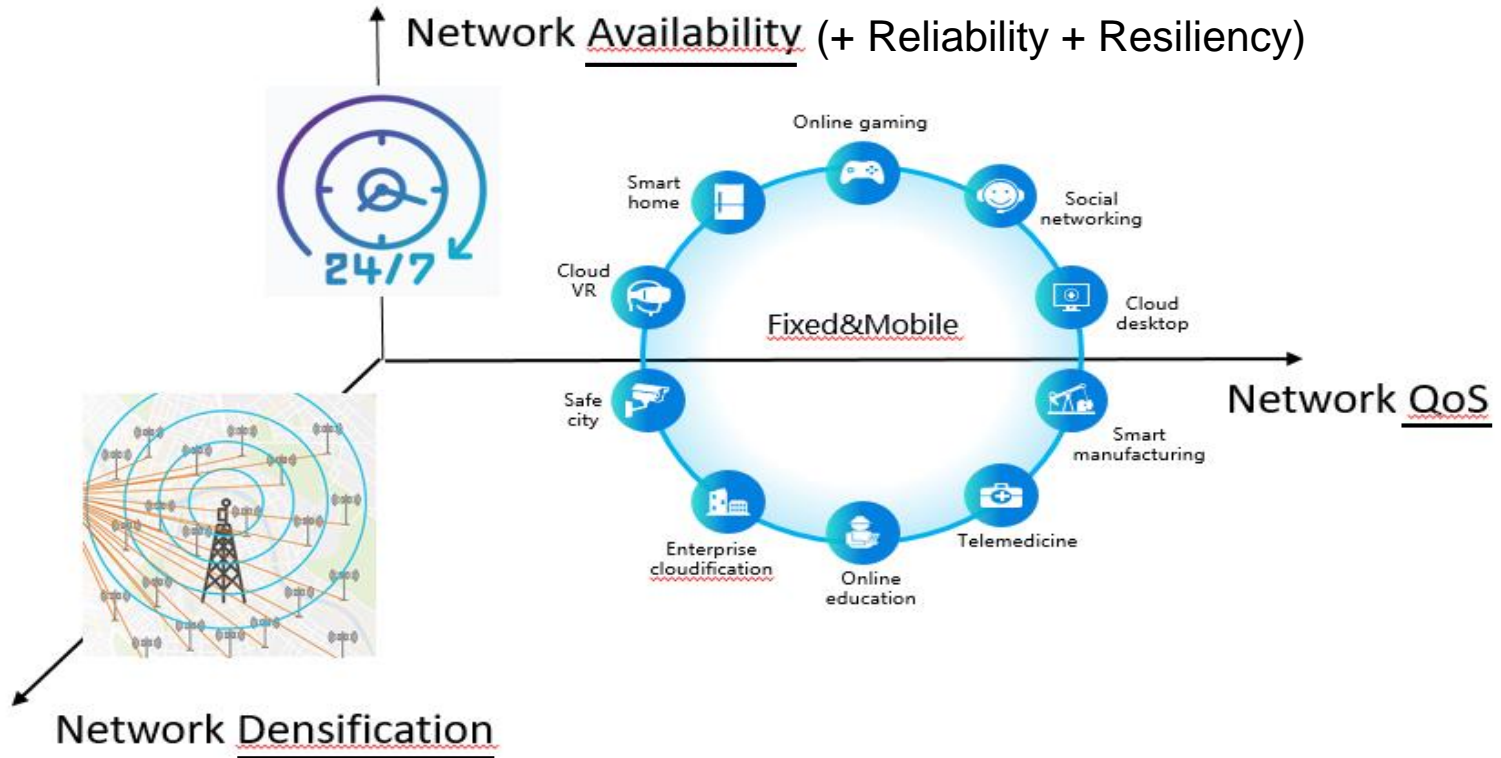 Network Availability (+ Reliability + Resiliency)
24/7
Online gaming
Smart
home
Social
networking
Cloud
VR
Cloud
desktop
Fixed&Mobile
Network QoS
Safe
city
Smart
manufacturing
Enterprise
cloudification
Telemedicine
Online
education
Network Densification